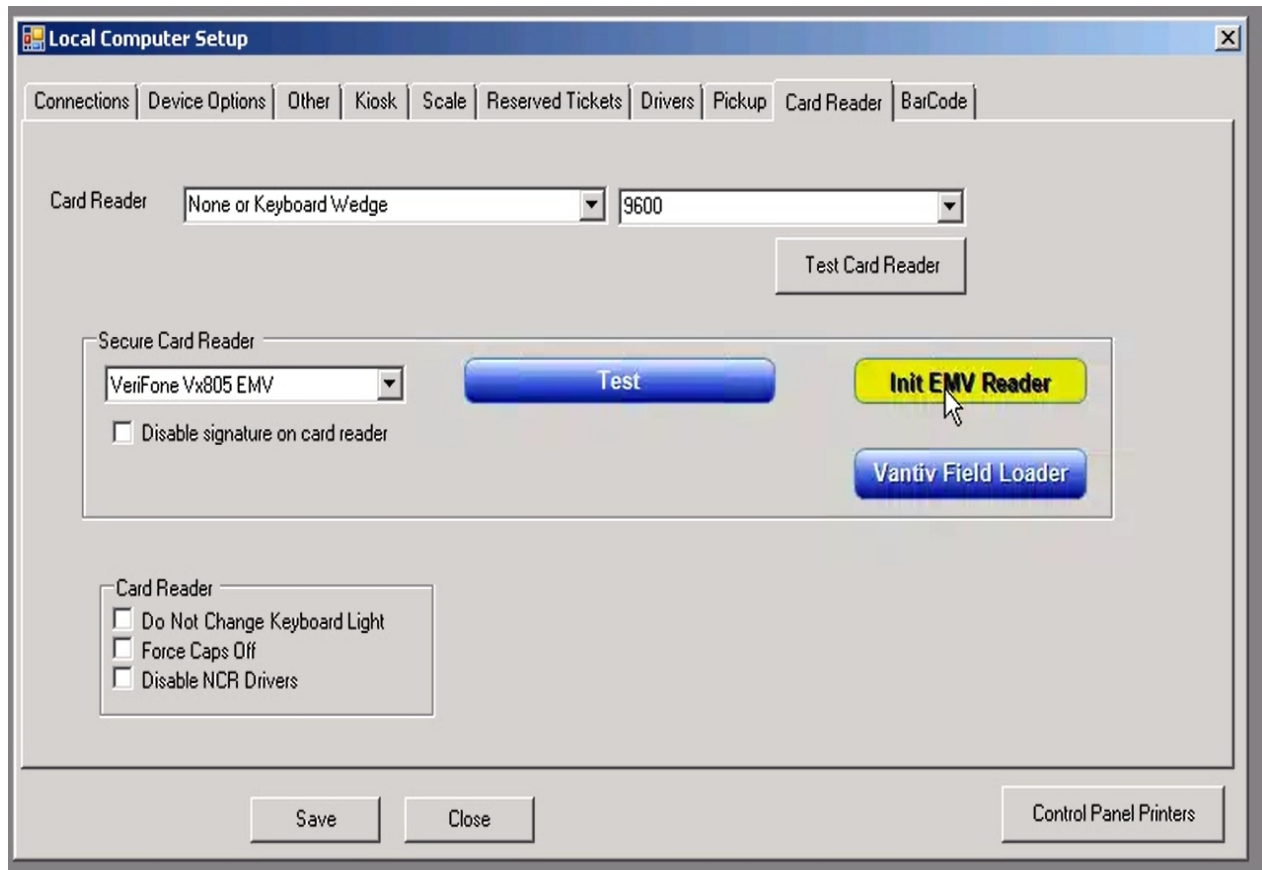 Local Computer Setup
Connections Device Options Other Kiosk Scale Reserved Tickets Drivers Pickup Card Reader BarCode
Card Reader None or Keyboard Wedge 9600
Test Card Reader
Secure Card Reader
VeriFone Vx805 EMV Test Init EMV Reader
Disable signature on card reader
Vantiv Field Loader
Card Reader
Do Not Change Keyboard Light
Force Caps Off
Disable NCR Drivers
Save Close Control Panel Printers